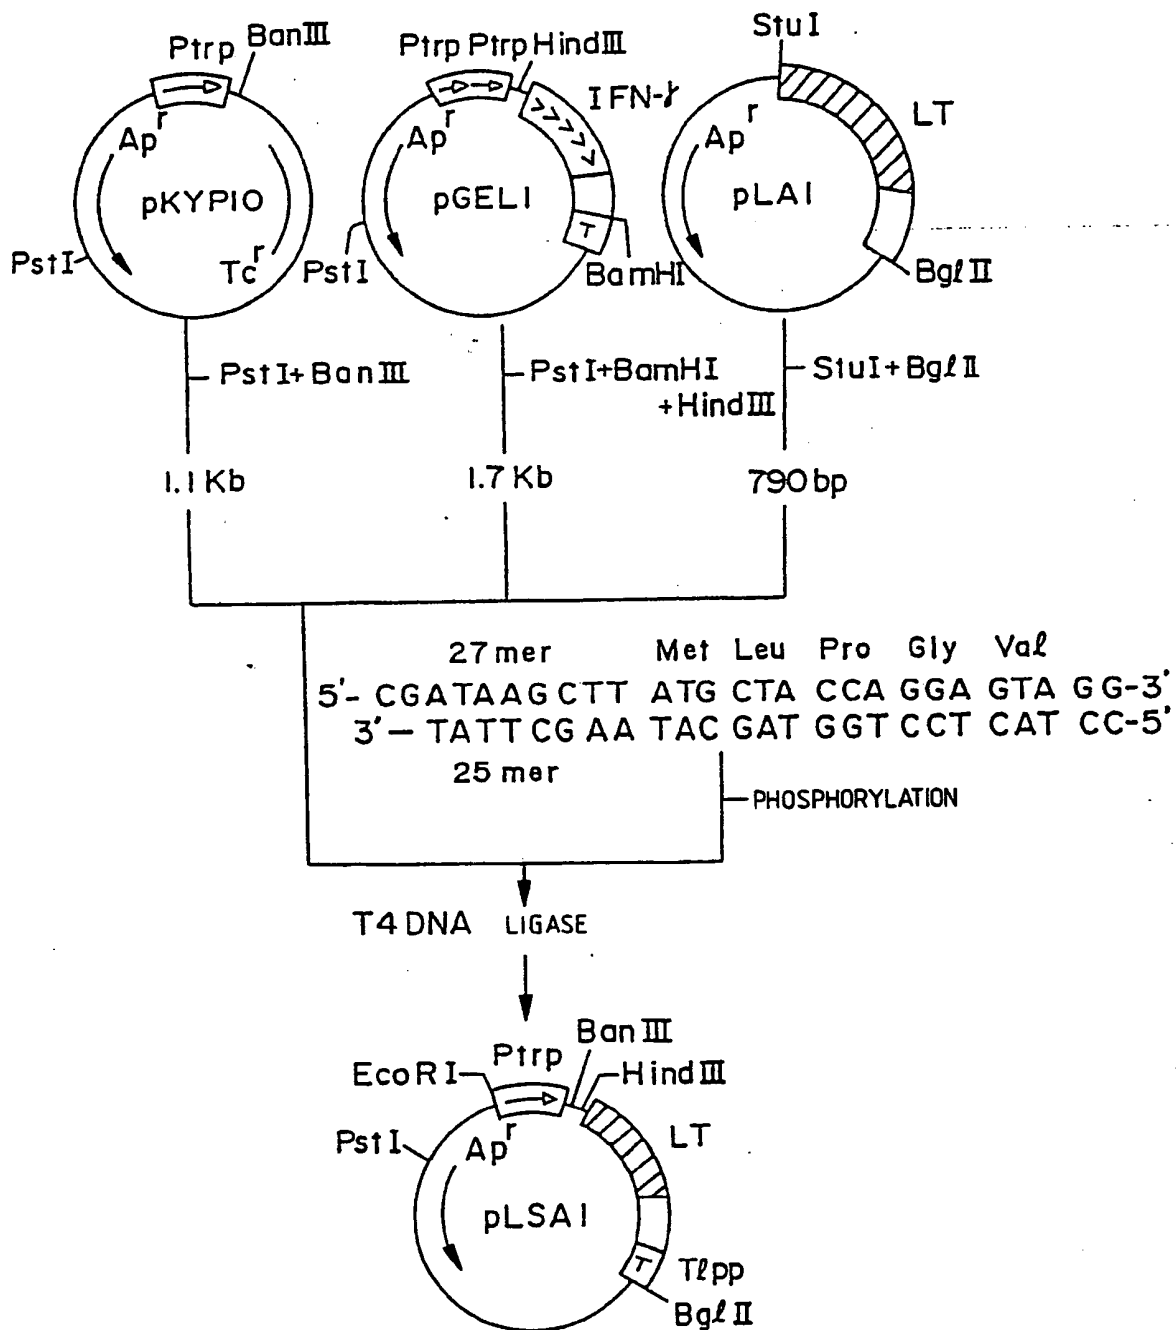 Ptrp BanIII
Ap r
pKYP10
Tc r
PstI
Ptrp Ptrp HindIII
IFN-γ
Ap r
pGEL1
T
PstI
BamHI
StuI
LT
Ap r
pLA1
BglII
PstI+BanIII
PstI+BamHI
+HindIII
StuI+BglII
1.1 Kb
1.7 Kb
790 bp
27 mer Met Leu Pro Gly Val
5'- CGATAAGCTT ATG CTA CCA GGA GTA GG-3'
3'- TATTCGAA TAC GAT GGT CCT CAT CC-5'
25 mer
PHOSPHORYLATION
T4 DNA LIGASE
BanIII
Ptrp
EcoRI
HindIII
PstI
Ap r
LT
pLSA1
T
Tlpp
BglII